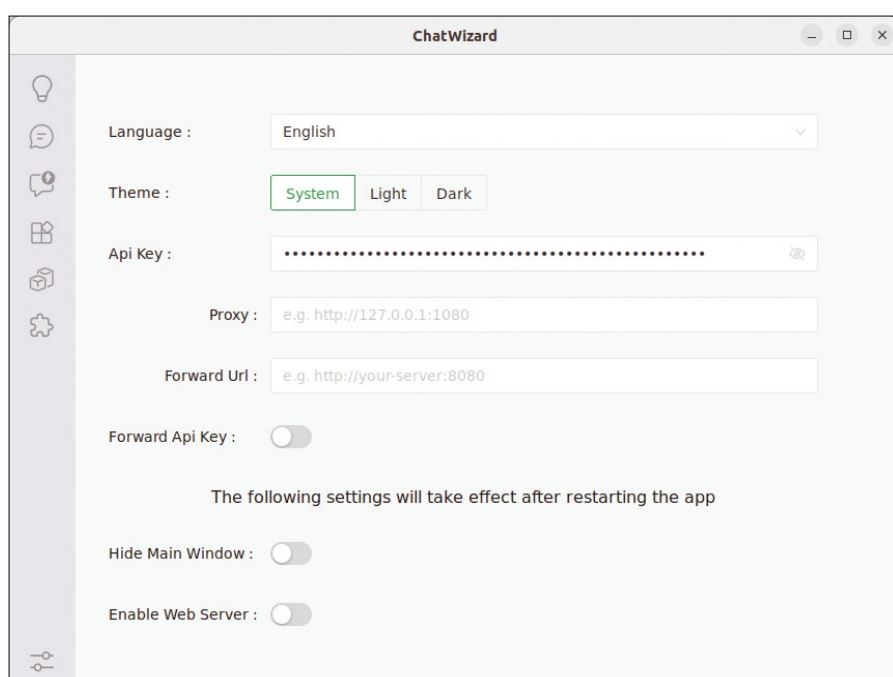 ChatWizard
Language : English
Theme : System Light Dark
Api Key : •••••••••••••••••••••••••••••••••••••••••••••••••••
Proxy : e.g. http://127.0.0.1:1080
Forward Url : e.g. http://your-server:8080
Forward Api Key :
The following settings will take effect after restarting the app
Hide Main Window :
Enable Web Server :